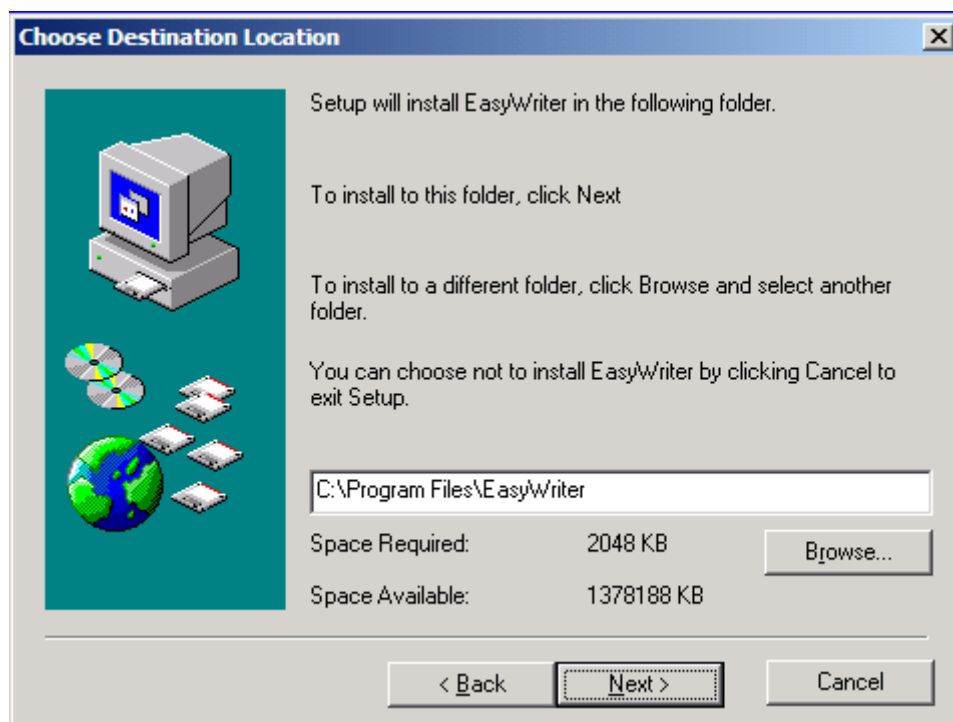 Choose Destination Location
Setup will install EasyWriter in the following folder.
To install to this folder, click Next
To install to a different folder, click Browse and select another
folder.
You can choose not to install EasyWriter by clicking Cancel to
exit Setup.
C:\Program Files\EasyWriter
Space Required: 2048 KB
Browse...
Space Available: 1378188 KB
< Back Next > Cancel